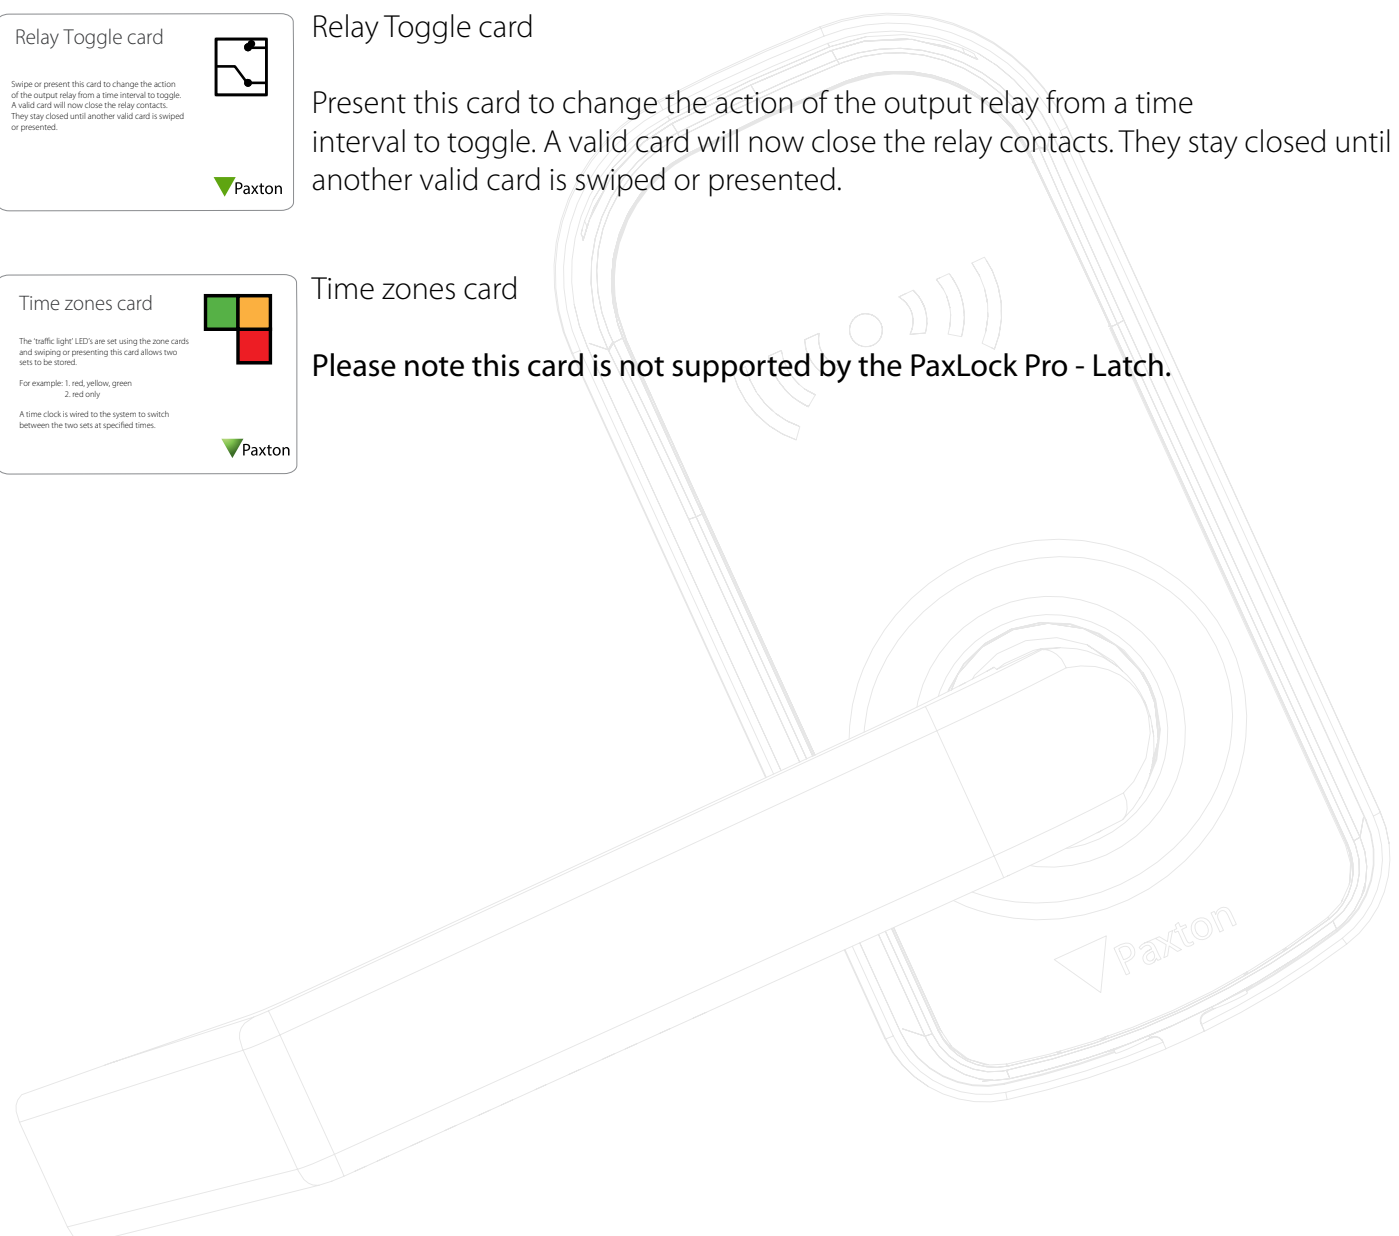 Relay Toggle card
Swipe or present this card to change the action
of the output relay from a time interval to toggle.
A valid card will now close the relay contacts.
They stay closed until another valid card is swiped
or presented.
Paxton
Relay Toggle card
Present this card to change the action of the output relay from a time
interval to toggle. A valid card will now close the relay contacts. They stay closed until
another valid card is swiped or presented.
Time zones card
The 'traffic light' LED's are set using the zone cards
and swiping or presenting this card allows two
sets to be stored.
For example: 1. red, yellow, green
2. red only
A time clock is wired to the system to switch
between the two sets at specified times.
Paxton
Time zones card
Please note this card is not supported by the PaxLock Pro - Latch.
Paxton